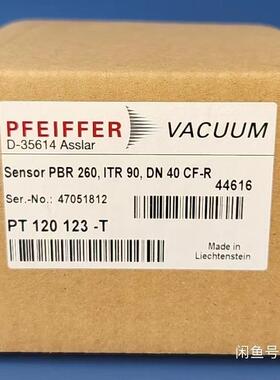 PFEIFFER VACUUM
D-35614 Asslar
Sensor PBR 260, ITR 90, DN 40 CF-R
44616
Ser.-No.: 47051812
PT 120 123 -T
Made in
Liechtenstein
闲鱼号